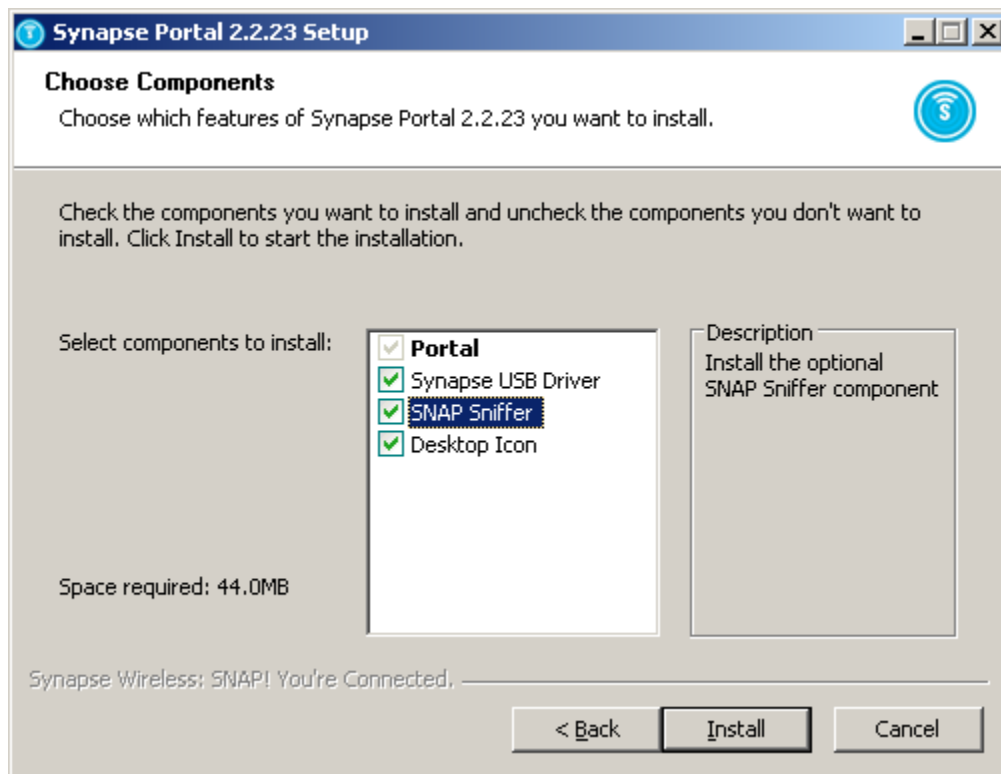 Synapse Portal 2.2.23 Setup
Choose Components
Choose which features of Synapse Portal 2.2.23 you want to install.
S
Check the components you want to install and uncheck the components you don't want to
install. Click Install to start the installation.
Select components to install:
Portal
Synapse USB Driver
SNAP Sniffer
Desktop Icon
Description
Install the optional
SNAP Sniffer component
Space required: 44.0MB
Synapse Wireless: SNAP! You're Connected.
< Back
Install
Cancel